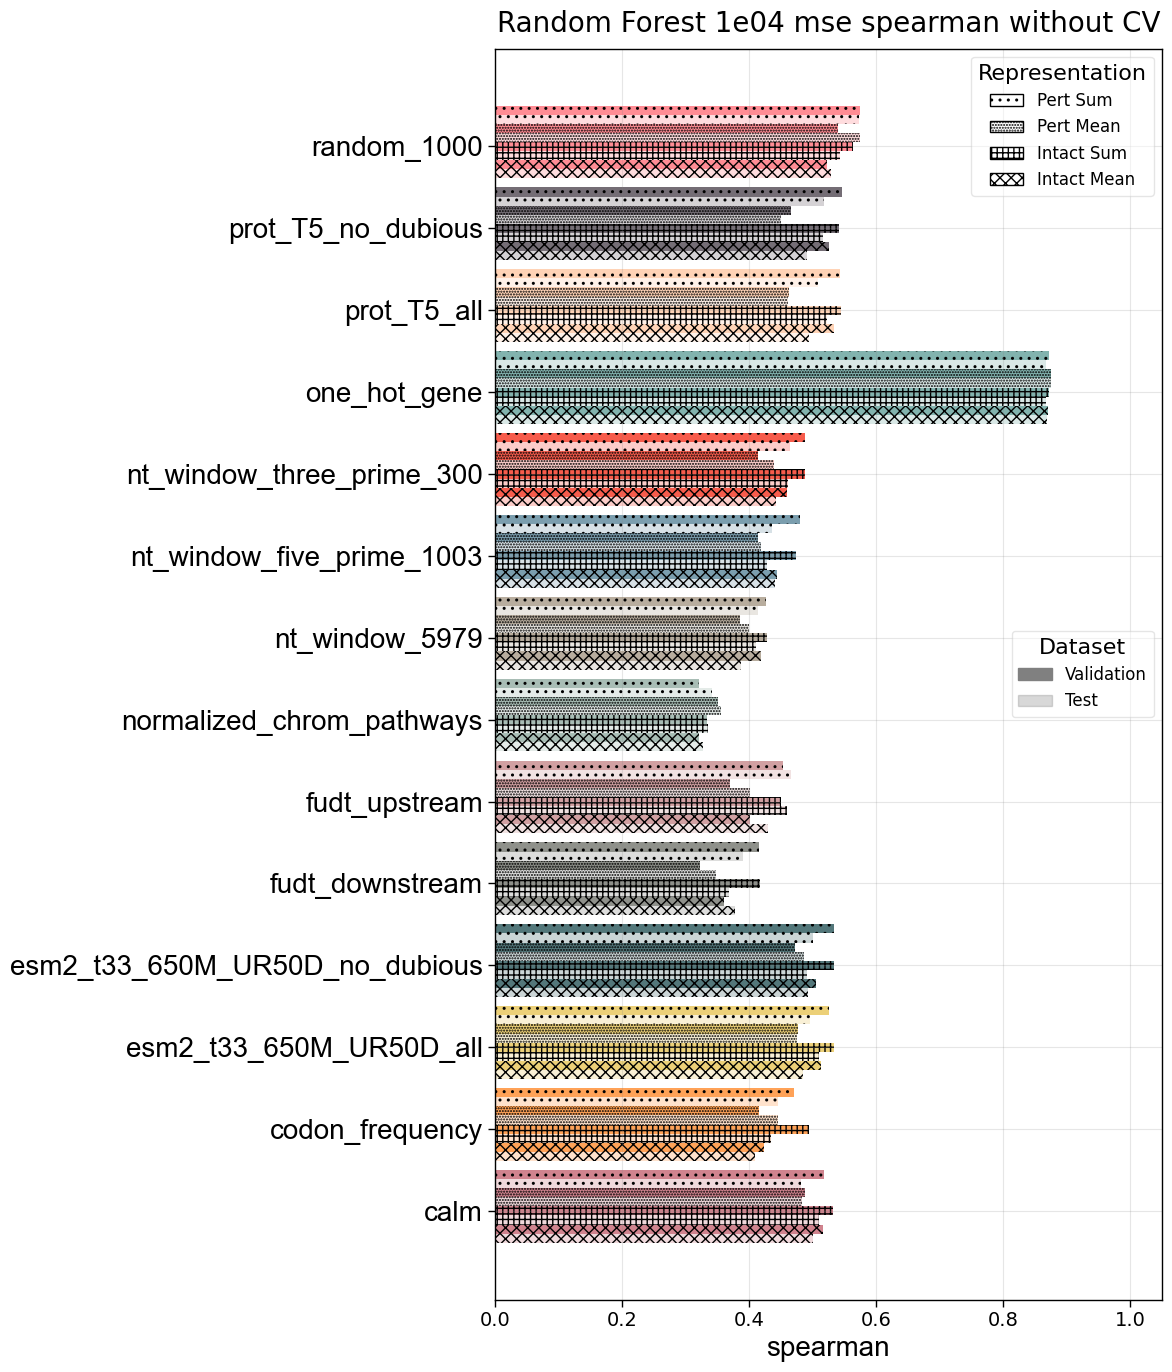 Random Forest 1e04 mse spearman without CV
Representation
Pert Sum
Pert Mean
Intact Sum
Intact Mean
random_1000
prot_T5_no_dubious
prot_T5_all
one_hot_gene
nt_window_three_prime_300
nt_window_five_prime_1003
nt_window_5979
Dataset
Validation
Test
normalized_chrom_pathways
fudt_upstream
fudt_downstream
esm2_t33_650M_UR50D_no_dubious
esm2_t33_650M_UR50D_all
codon_frequency
calm
0.0 0.2 0.4 0.6 0.8 1.0
spearman